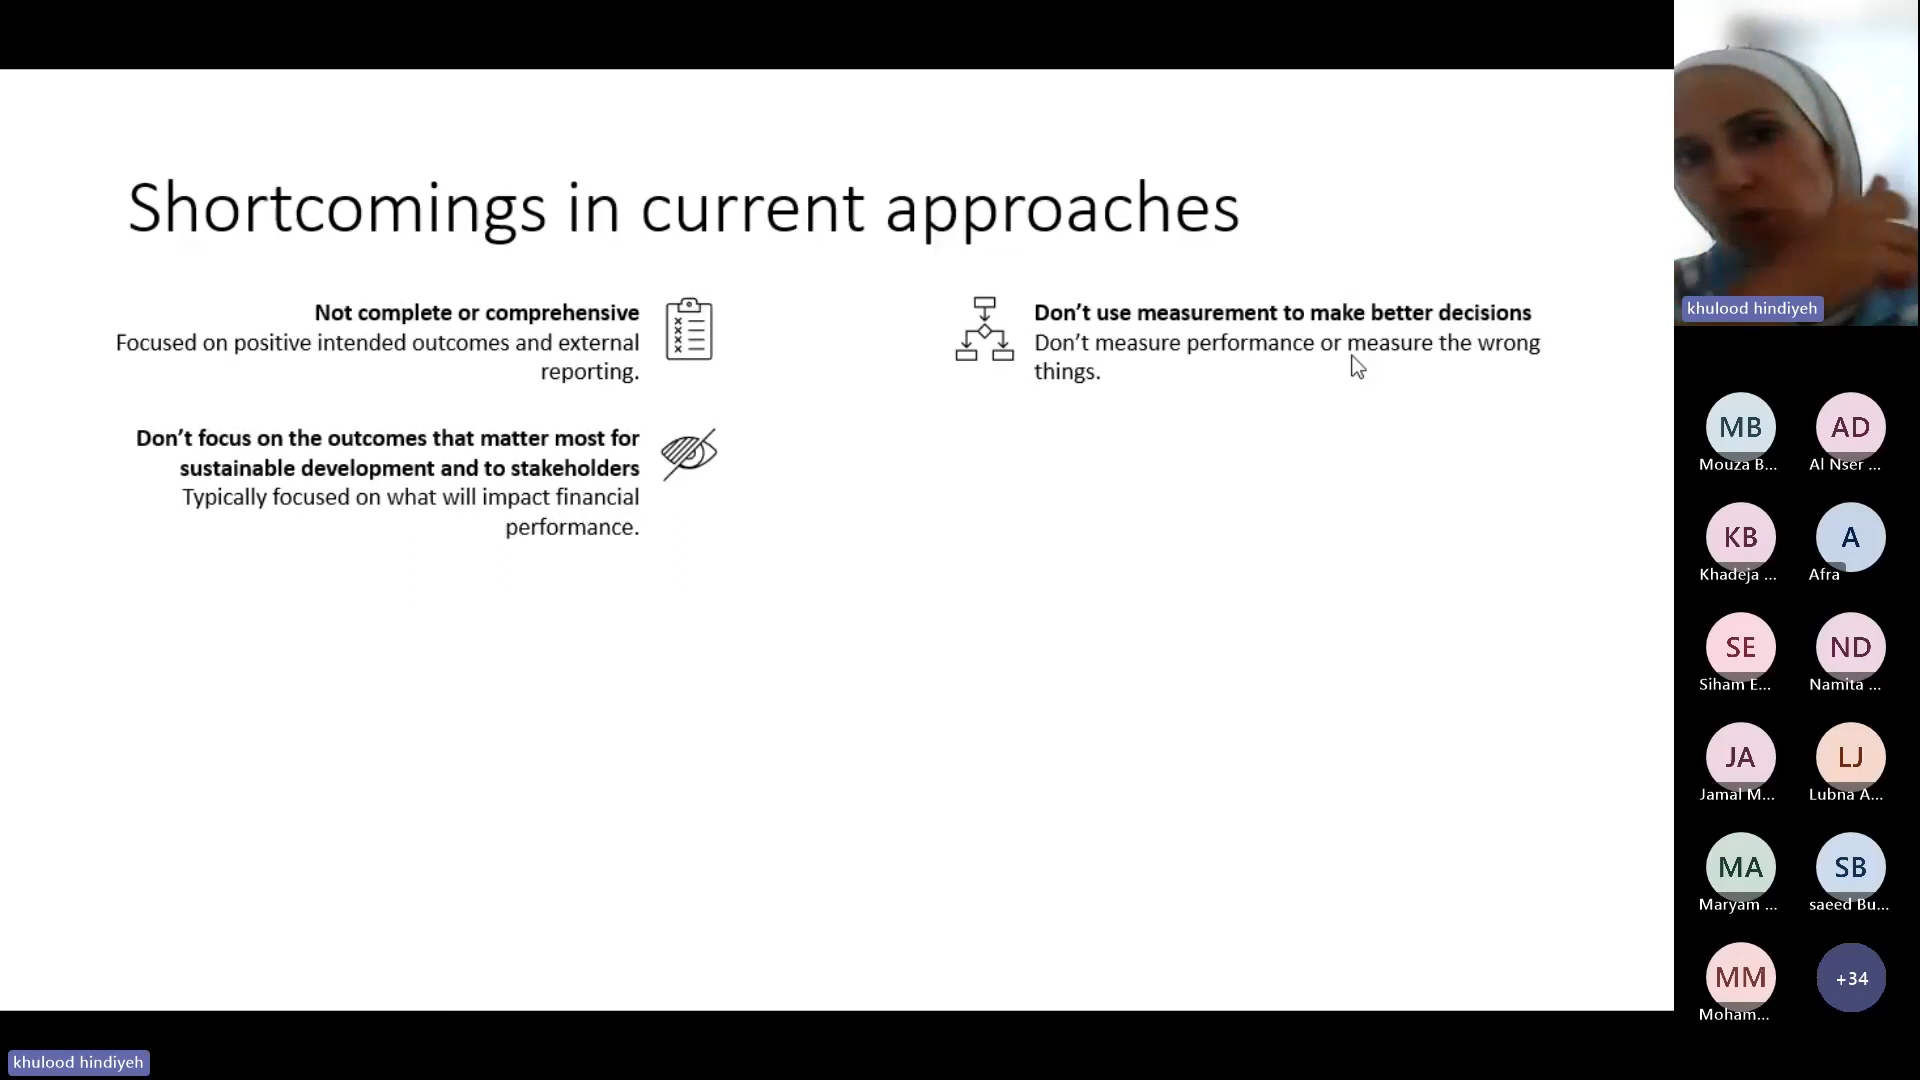 Shortcomings in current approaches
Not complete or comprehensive
Focused on positive intended outcomes and external
reporting.
Don’t focus on the outcomes that matter most for
sustainable development and to stakeholders
Typically focused on what will impact financial
performance.
Don’t use measurement to make better decisions
Don’t measure performance or measure the wrong
things.
khulood hindiyeh
MB
Mouza B...
AD
Al Nser ...
KB
Khadeja ...
A
Afra
SE
Siham E...
ND
Namita ...
JA
Jamal M...
LJ
Lubna A...
MA
Maryam ...
SB
saeed Bu...
MM
Moham...
+34
khulood hindiyeh